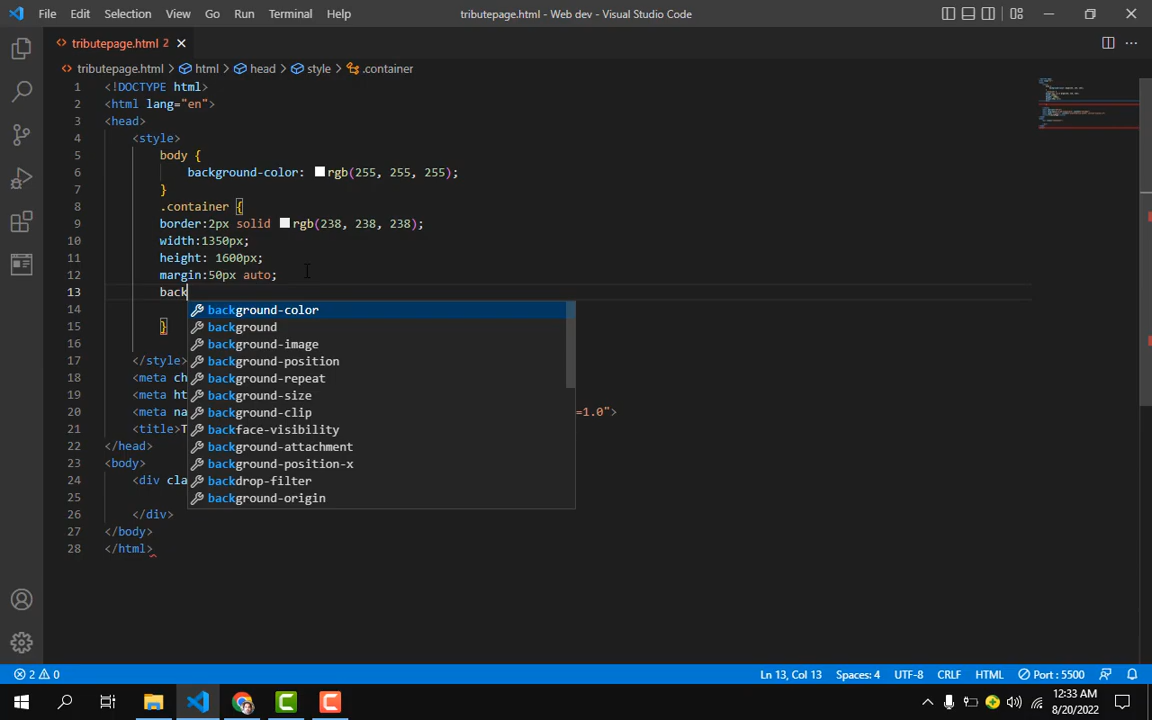 File Edit Selection View Go Run Terminal Help tributepage.html - Web dev - Visual Studio Code
tributepage.html 2
tributepage.html > html > head > style > .container
1 <!DOCTYPE html>
2 <html lang="en">
3 <head>
4 <style>
5 body {
6 background-color: rgb(255, 255, 255);
7 }
8 .container {
9 border:2px solid rgb(238, 238, 238);
10 width:1350px;
11 height: 1600px;
12 margin:50px auto;
13 back
background-color
14
background
15 }
background-image
16
background-position
17 </style>
background-repeat
18 <meta ch
background-size
19 <meta ht
background-clip
20 <meta na =1.0">
backface-visibility
21 <title>T
background-attachment
22 </head>
background-position-x
23 <body>
backdrop-filter
24 <div cla
background-origin
25
26 </div>
27 </body>
28 </html>
2 0 Ln 13, Col 13 Spaces: 4 UTF-8 CRLF HTML Port : 5500
12:33 AM
8/20/2022